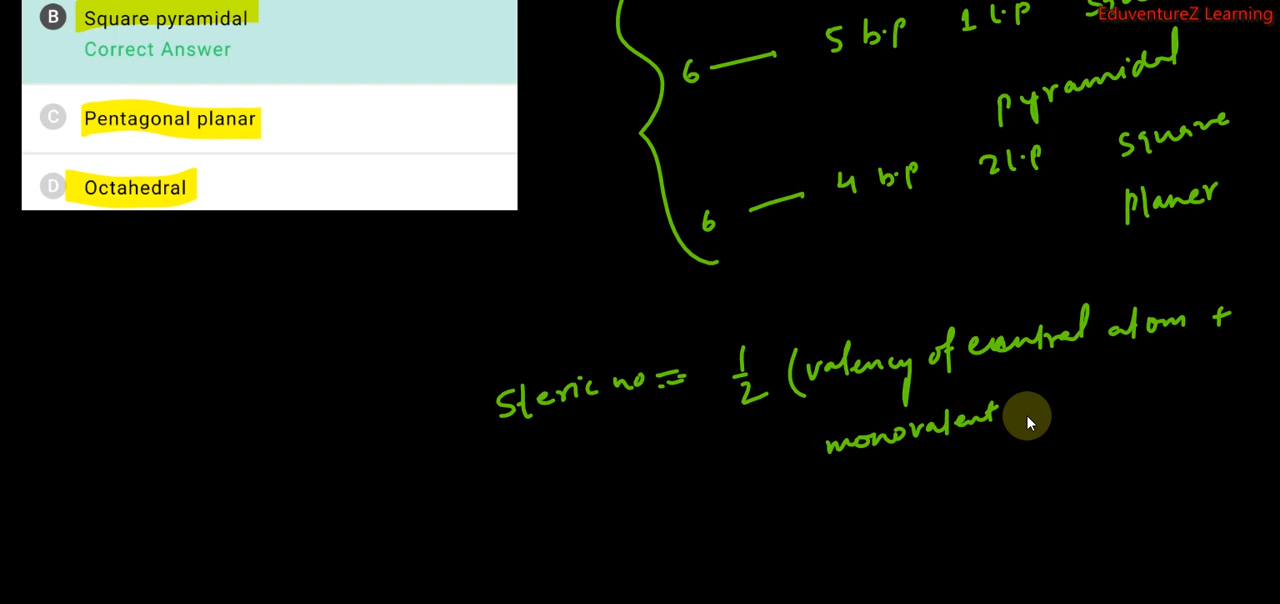 EduventureZ Learning
B Square pyramidal
Correct Answer
C Pentagonal planar
D Octahedral
6 — 5 b.p 1 l.p
pyramidal
6 — 4 b.p 2 l.p square
planer
Steric no = 1/2 (valency of central atom +
monovalent